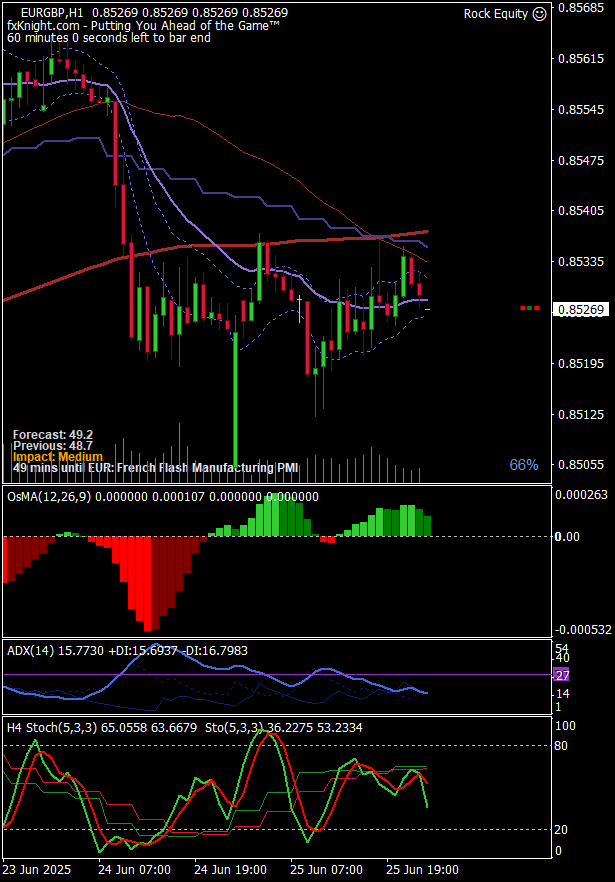 EURGBP,H1 0.85269 0.85269 0.85269 0.85269
Rock Equity ☺
fxKnight.com - Putting You Ahead of the Game™
60 minutes 0 seconds left to bar end
0.85685
0.85615
0.85545
0.85475
0.85405
0.85335
0.85269
0.85195
0.85125
0.85055
Forecast: 49.2
Previous: 48.7
Impact: Medium
49 mins until EUR: French Flash Manufacturing PMI
66%
OsMA(12,26,9) 0.000000 0.000107 0.000000 0.000000
0.000263
0.00
-0.000532
ADX(14) 15.7730 +DI:15.6937 -DI:16.7983
54
40
27
14
1
H4 Stoch(5,3,3) 65.0558 63.6679 Sto(5,3,3) 36.2275 53.2334
100
80
20
0
23 Jun 2025
24 Jun 07:00
24 Jun 19:00
25 Jun 07:00
25 Jun 19:00